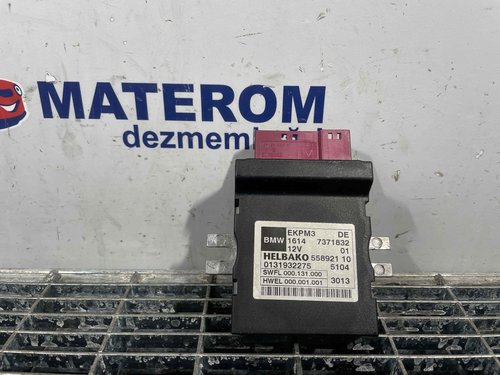 MATEROM
dezmembrări
EKPM3 DE
BMW 1614 7371832
12V 01
HELBAKO 558921 10
0131932275 5104
SWFL 000.131.000
HWEL 000.001.001 3013